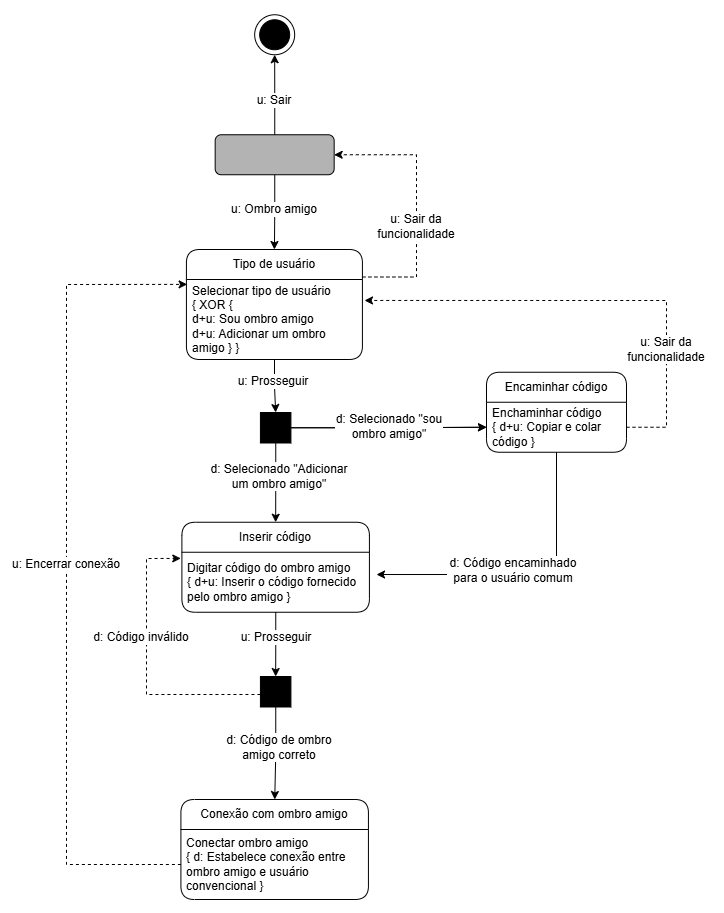 u: Sair
u: Ombro amigo
u: Sair da
funcionalidade
Tipo de usuário
Selecionar tipo de usuário
{ XOR {
d+u: Sou ombro amigo
d+u: Adicionar um ombro
amigo } }
u: Sair da
funcionalidade
u: Prosseguir
Encaminhar código
Enchaminhar código
{ d+u: Copiar e colar
código }
d: Selecionado "sou
ombro amigo"
d: Selecionado "Adicionar
um ombro amigo"
Inserir código
Digitar código do ombro amigo
{ d+u: Inserir o código fornecido
pelo ombro amigo }
u: Encerrar conexão
d: Código encaminhado
para o usuário comum
d: Código inválido
u: Prosseguir
d: Código de ombro
amigo correto
Conexão com ombro amigo
Conectar ombro amigo
{ d: Estabelece conexão entre
ombro amigo e usuário
convencional }